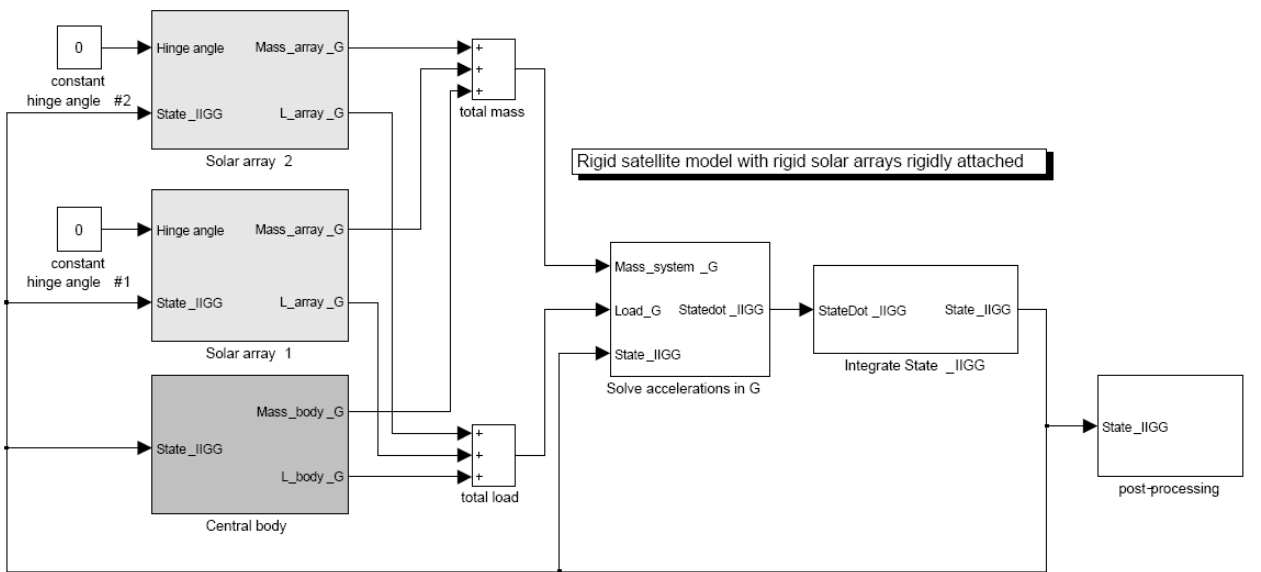 0
constant
hinge angle #2
Hinge angle
State _IIGG
Mass_array _G
L_array _G
Solar array 2
0
constant
hinge angle #1
Hinge angle
State _IIGG
Mass_array _G
L_array _G
Solar array 1
State _IIGG
Mass_body _G
L_body _G
Central body
+
+
+
total mass
+
+
+
total load
Rigid satellite model with rigid solar arrays rigidly attached
Mass_system _G
Load_G
State _IIGG
Statedot _IIGG
Solve accelerations in G
StateDot _IIGG
State _IIGG
Integrate State _IIGG
State _IIGG
post-processing